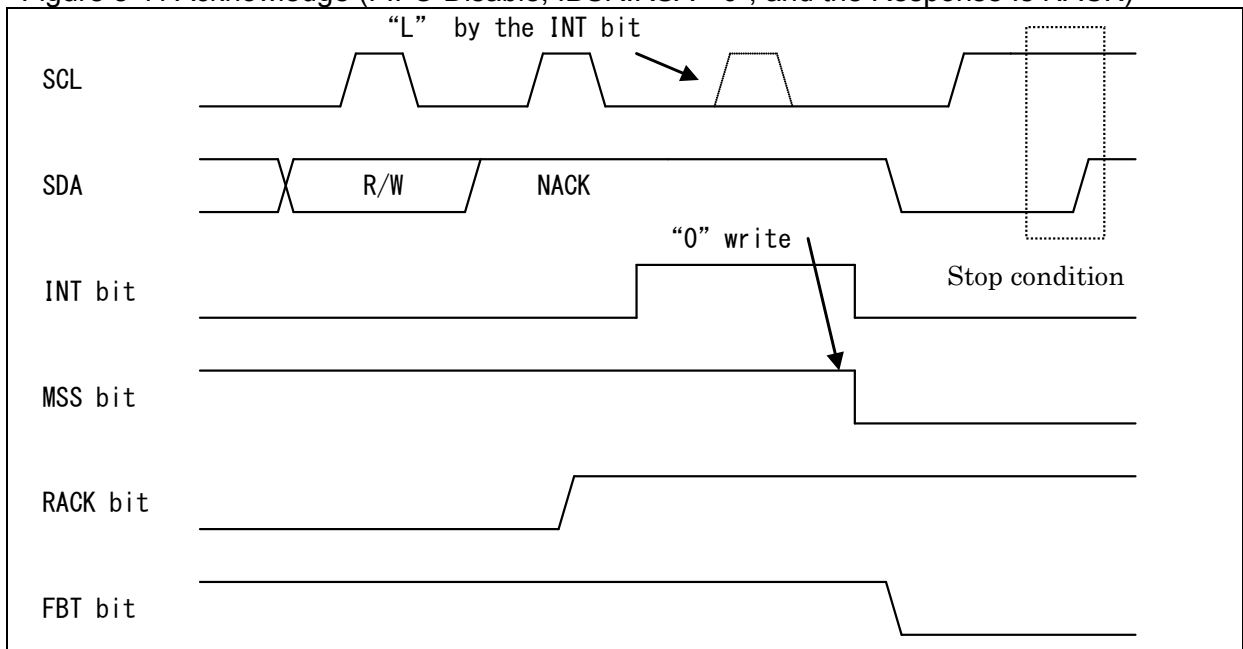 “L” by the INT bit
SCL
SDA
R/W
NACK
“0” write
INT bit
Stop condition
MSS bit
RACK bit
FBT bit